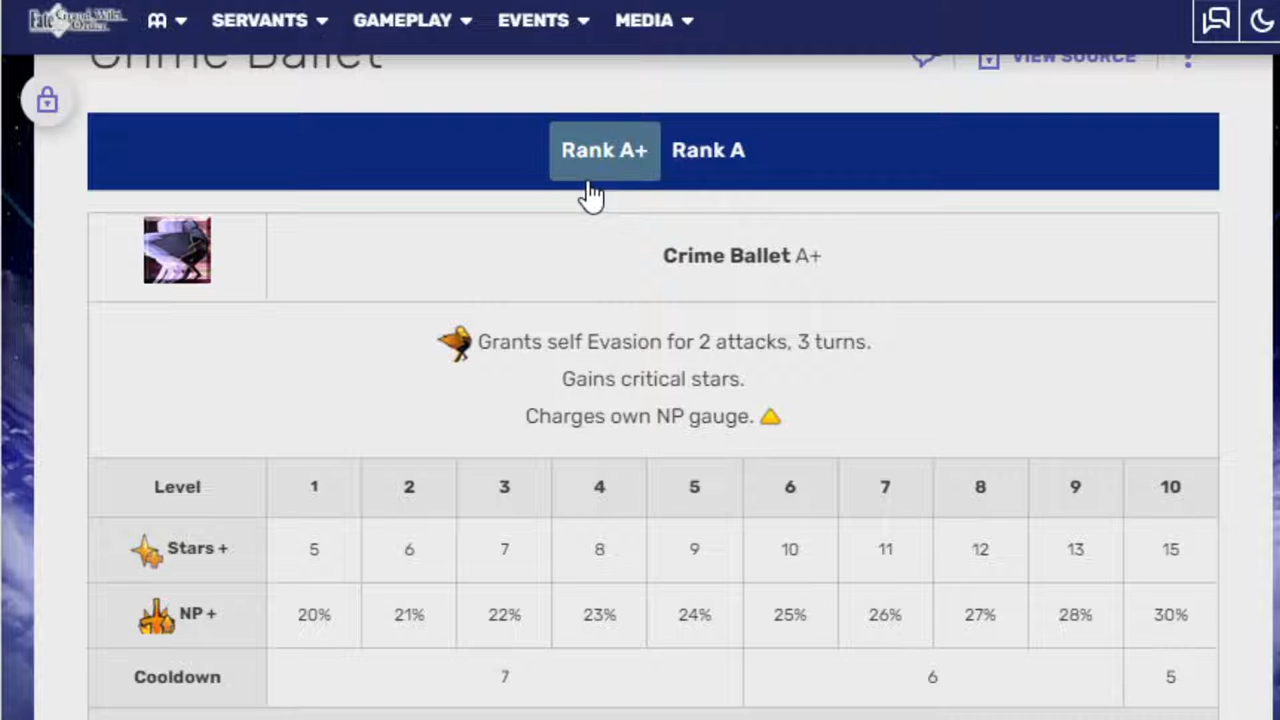 SERVANTS GAMEPLAY EVENTS MEDIA
Crime Ballet
VIEW SOURCE
Rank A+ Rank A
Crime Ballet A+
Grants self Evasion for 2 attacks, 3 turns.
Gains critical stars.
Charges own NP gauge.
Level 1 2 3 4 5 6 7 8 9 10
Stars + 5 6 7 8 9 10 11 12 13 15
NP + 20% 21% 22% 23% 24% 25% 26% 27% 28% 30%
Cooldown 7 6 5